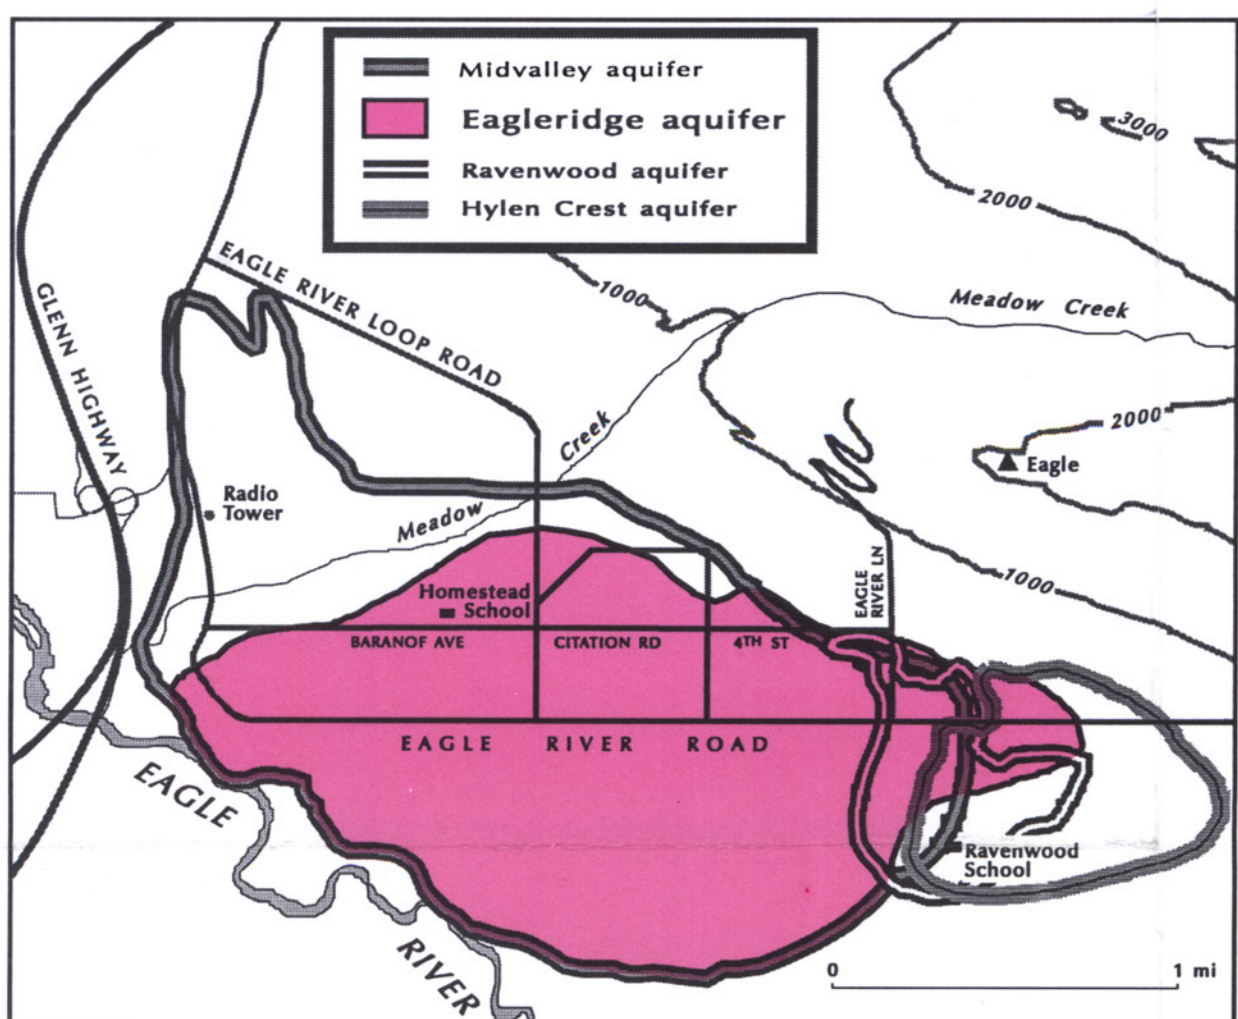 Midvalley aquifer
Eagleridge aquifer
Ravenwood aquifer
Hylen Crest aquifer
3000
2000
EAGLE RIVER LOOP ROAD
1000
Meadow Creek
GLENN HIGHWAY
2000
Creek
Eagle
Radio
Tower
Meadow
EAGLE
RIVER LN
1000
Homestead
School
BARANOF AVE
CITATION RD
4TH ST
EAGLE RIVER ROAD
EAGLE
RIVER
Ravenwood
School
0
1 mi